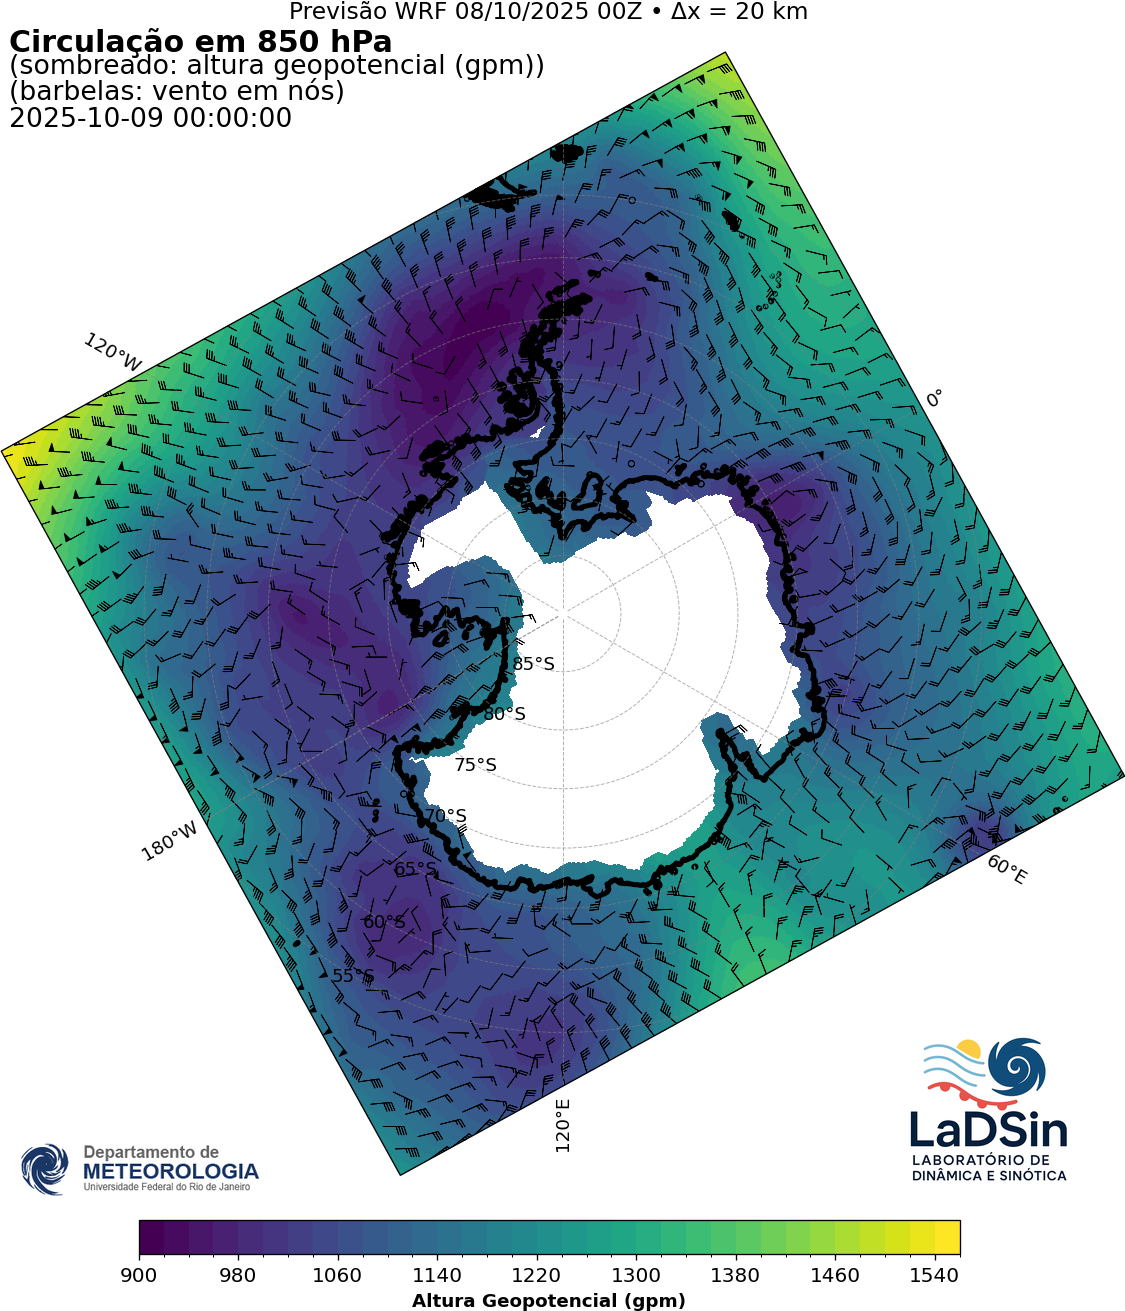 Previsão WRF 08/10/2025 00Z • Δx = 20 km
Circulação em 850 hPa
(sombreado: altura geopotencial (gpm))
(barbelas: vento em nós)
2025-10-09 00:00:00
120°W
0°
85°S
80°S
75°S
70°S
65°S
60°S
55°S
180°W
60°E
120°E
Departamento de
METEOROLOGIA
Universidade Federal do Rio de Janeiro
LaDSin
LABORATÓRIO DE
DINÂMICA E SINÓTICA
900 980 1060 1140 1220 1300 1380 1460 1540
Altura Geopotencial (gpm)